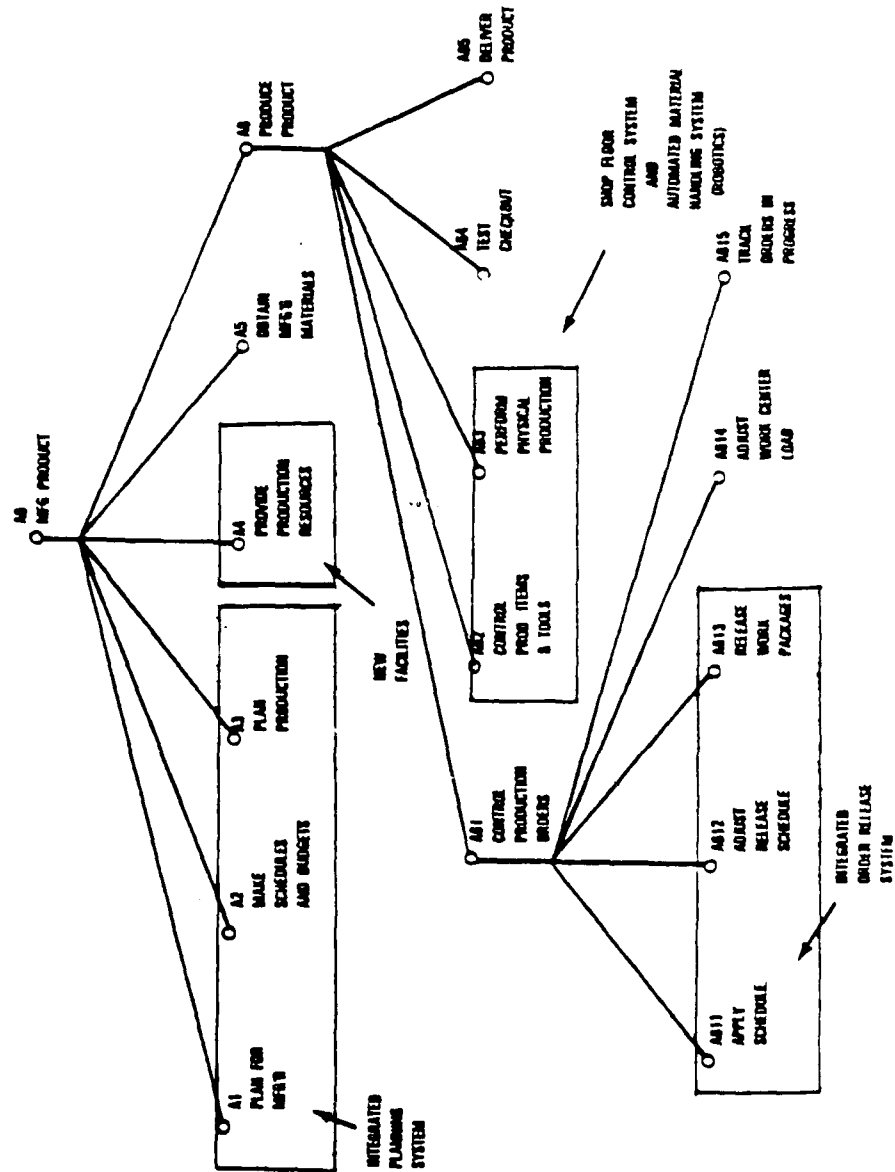 A0
MFG PRODUCT
A1
PLAN FOR
MFG'G
A2
MAKE
SCHEDULES
AND BUDGETS
A3
PLAN
PRODUCTION
A4
PROVIDE
PRODUCTION
RESOURCES
A5
OBTAIN
MFG'G
MATERIALS
A6
PRODUCE
PRODUCT
INTEGRATED
PLANNING
SYSTEM
NEW
FACILITIES
A61
CONTROL
PRODUCTION
ORDERS
A62
CONTROL
PROD ITEMS
& TOOLS
A63
PERFORM
PHYSICAL
PRODUCTION
A64
TEST
CHECKOUT
A65
DELIVER
PRODUCT
SHOP FLOOR
CONTROL SYSTEM
AND
AUTOMATED MATERIAL
HANDLING SYSTEM
(ROBOTICS)
A611
APPLY
SCHEDULE
A612
ADJUST
RELEASE
SCHEDULE
A613
RELEASE
WORK
PACKAGES
A614
ADJUST
WORK CENTER
LOAD
A615
TRACK
ORDERS IN
PROGRESS
INTEGRATED
ORDER RELEASE
SYSTEM